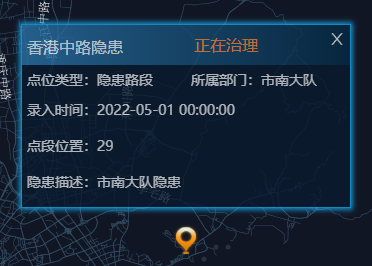 香港中路隐患 正在治理 X
点位类型：隐患路段 所属部门：市南大队
录入时间：2022-05-01 00:00:00
点段位置：29
隐患描述：市南大队隐患